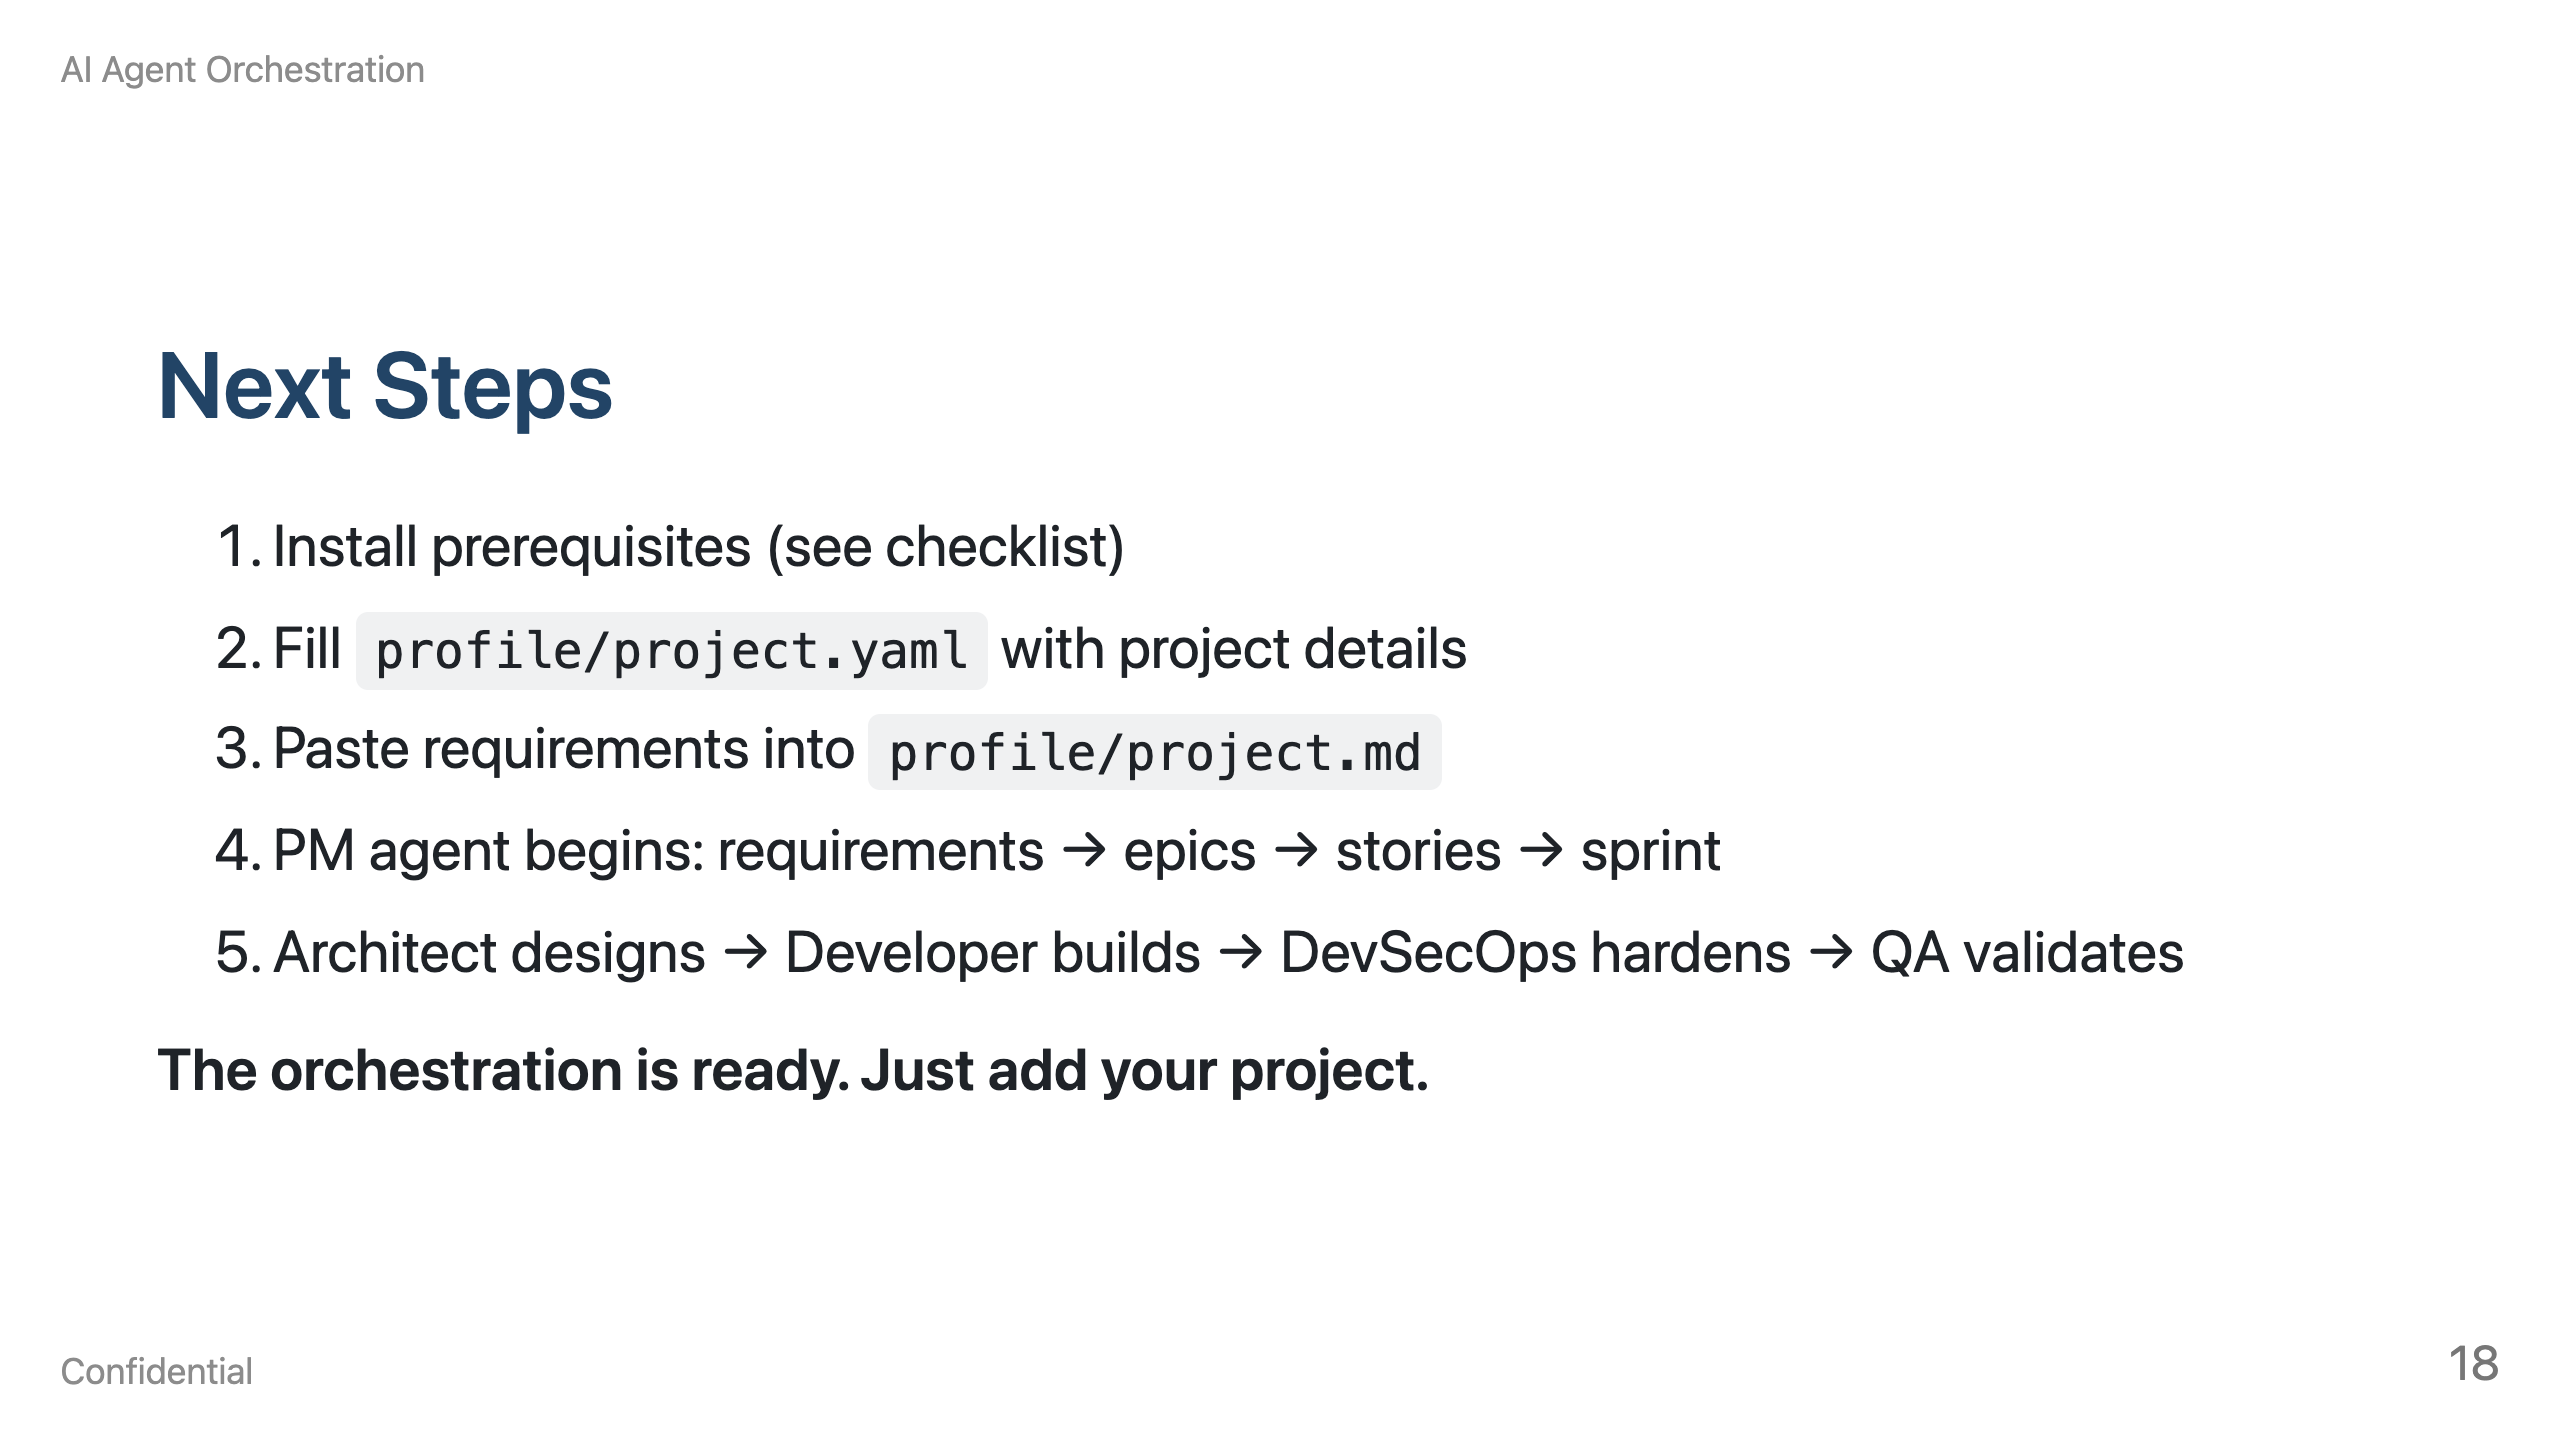 AI Agent Orchestration
Next Steps
1. Install prerequisites (see checklist)
2. Fill profile/project.yaml with project details
3. Paste requirements into profile/project.md
4. PM agent begins: requirements → epics → stories → sprint
5. Architect designs → Developer builds → DevSecOps hardens → QA validates
The orchestration is ready. Just add your project.
Confidential
18